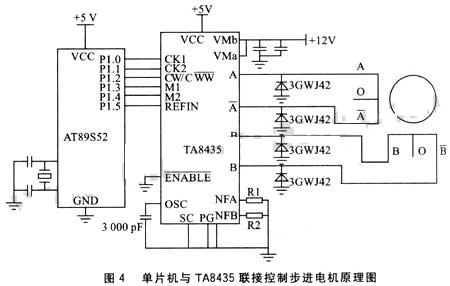 +5 V
+5V
VCC
VCC
VMb
VMa
+12V
P1.0
P1.1
P1.2
P1.3
P1.4
P1.5
CK1
CK2
CW/CWW
M1
M2
REFIN
A
A
B
B
3GWJ42
3GWJ42
3GWJ42
3GWJ42
A
O
A
B
O
B
AT89S52
TA8435
ENABLE
GND
OSC
3 000 pF
SC
PG
NFA
NFB
R1
R2
图 4 单片机与 TA8435 联接控制步进电机原理图